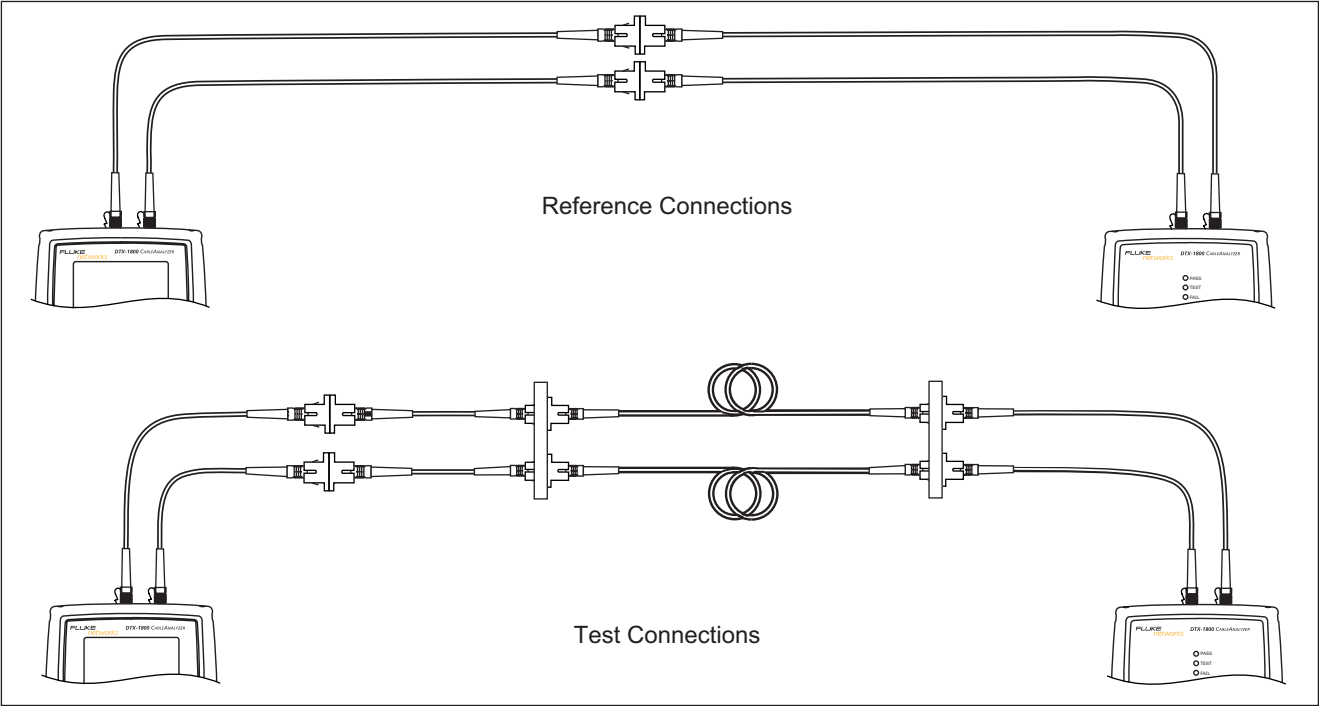 Reference Connections
FLUKE
networks
DTX-1800 CABLEANALYZER
FLUKE
networks
DTX-1800 CABLEANALYZER
PASS
TEST
FAIL
Test Connections
FLUKE
networks
DTX-1800 CABLEANALYZER
FLUKE
networks
DTX-1800 CABLEANALYZER
PASS
TEST
FAIL